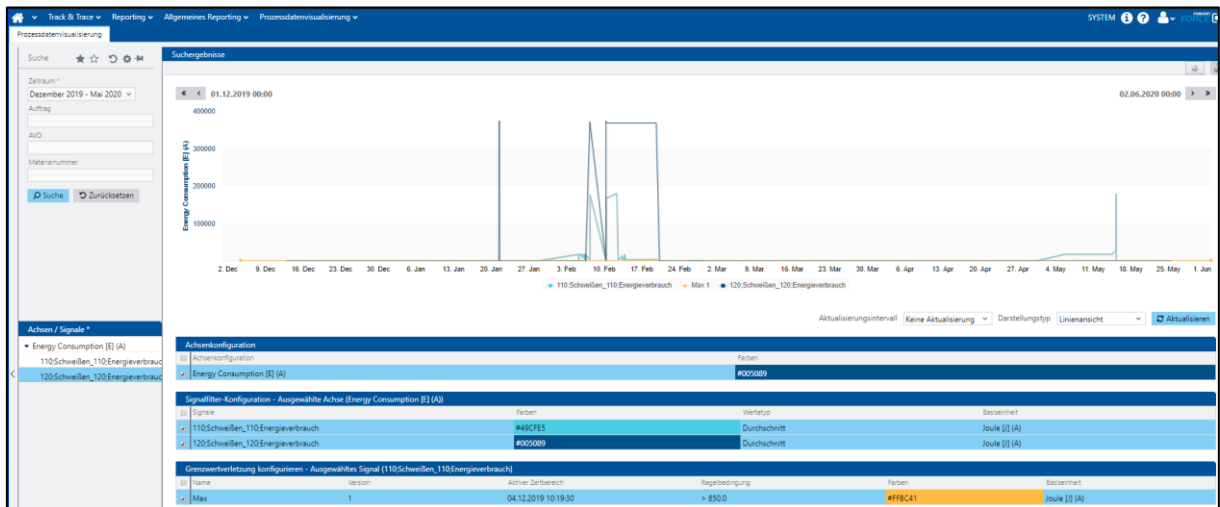 Track & Trace Reporting Allgemeines Reporting Prozessdatenvisualisierung SYSTEM FORCE
Prozessdatenvisualisierung
Suche
Zeitraum *
Dezember 2019 - Mai 2020
Auftrag
AVO
Materialnummer
Suche Zurücksetzen
Suchergebnisse
01.12.2019 00:00 02.06.2020 00:00
Energy Consumption [E] (A)
400000
300000
200000
100000
2. Dec 9. Dec 16. Dec 23. Dec 30. Dec 6. Jan 13. Jan 20. Jan 27. Jan 3. Feb 10. Feb 17. Feb 24. Feb 2. Mar 9. Mar 16. Mar 23. Mar 30. Mar 6. Apr 13. Apr 20. Apr 27. Apr 4. May 11. May 18. May 25. May 1. Jun
110;Schweißen_110;Energieverbrauch Max 1 120;Schweißen_120;Energieverbrauch
Aktualisierungsintervall Keine Aktualisierung Darstellungstyp Linienansicht Aktualisieren
Achsen / Signale *
Energy Consumption [E] (A)
110;Schweißen_110;Energieverbrauc
120;Schweißen_120;Energieverbrauc
Achsenkonfiguration
Achsenkonfiguration Farben
Energy Consumption [E] (A) #005089
Signalfilter-Konfiguration - Ausgewählte Achse (Energy Consumption [E] (A))
Signale Farben Wertetyp Basiseinheit
110;Schweißen_110;Energieverbrauch #49CFE5 Durchschnitt Joule [J] (A)
120;Schweißen_120;Energieverbrauch #005089 Durchschnitt Joule [J] (A)
Grenzwertverletzung konfigurieren - Ausgewähltes Signal (110;Schweißen_110;Energieverbrauch)
Name Version Aktiver Zeitbereich Regelbedingung Farben Basiseinheit
Max 1 04.12.2019 10:19:30 > 850.0 #FFBC41 Joule [J] (A)